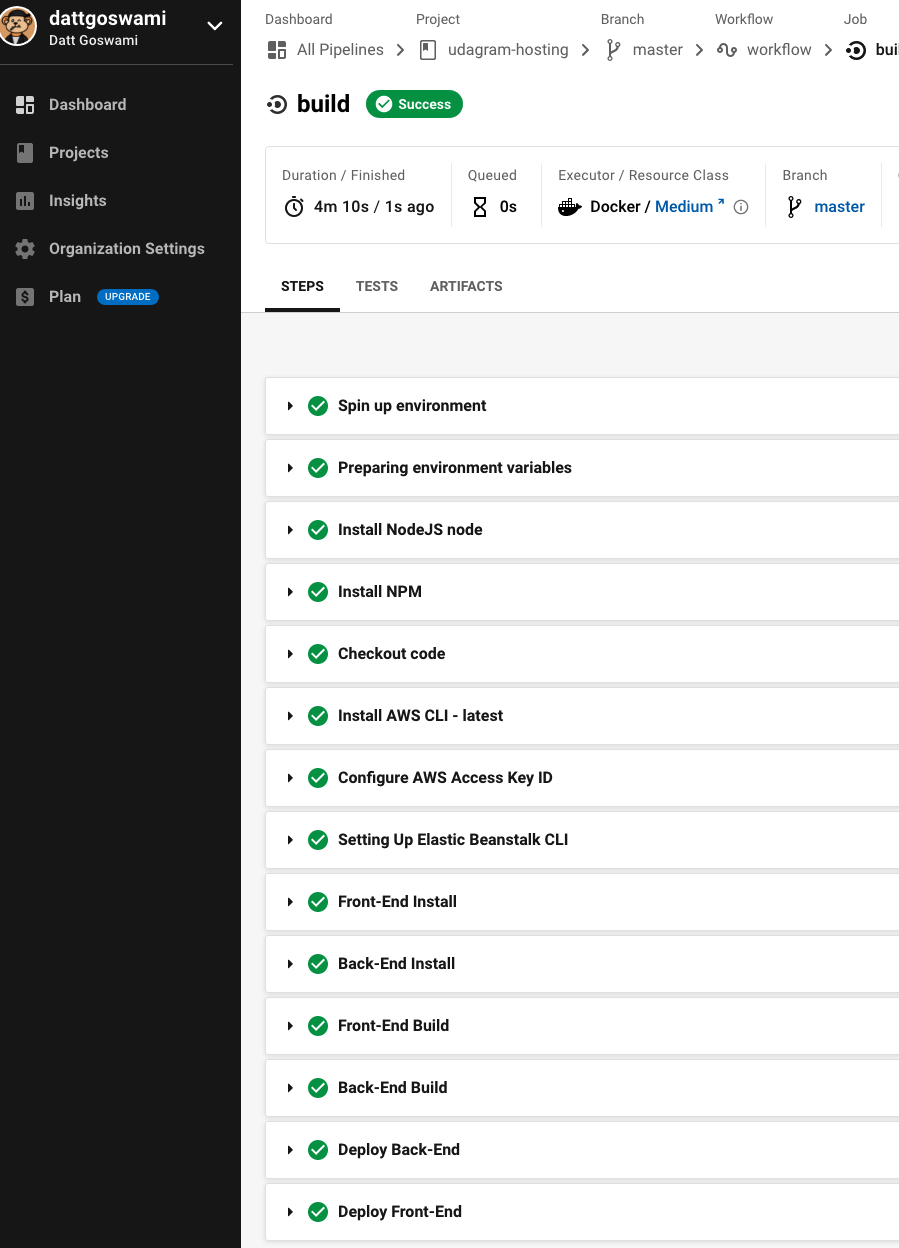 dattgoswami
Datt Goswami
Dashboard
Projects
Insights
Organization Settings
Plan UPGRADE
Dashboard Project Branch Workflow Job
All Pipelines udagram-hosting master workflow
build Success
Duration / Finished Queued Executor / Resource Class Branch
4m 10s / 1s ago 0s Docker / Medium master
STEPS TESTS ARTIFACTS
Spin up environment
Preparing environment variables
Install NodeJS node
Install NPM
Checkout code
Install AWS CLI - latest
Configure AWS Access Key ID
Setting Up Elastic Beanstalk CLI
Front-End Install
Back-End Install
Front-End Build
Back-End Build
Deploy Back-End
Deploy Front-End